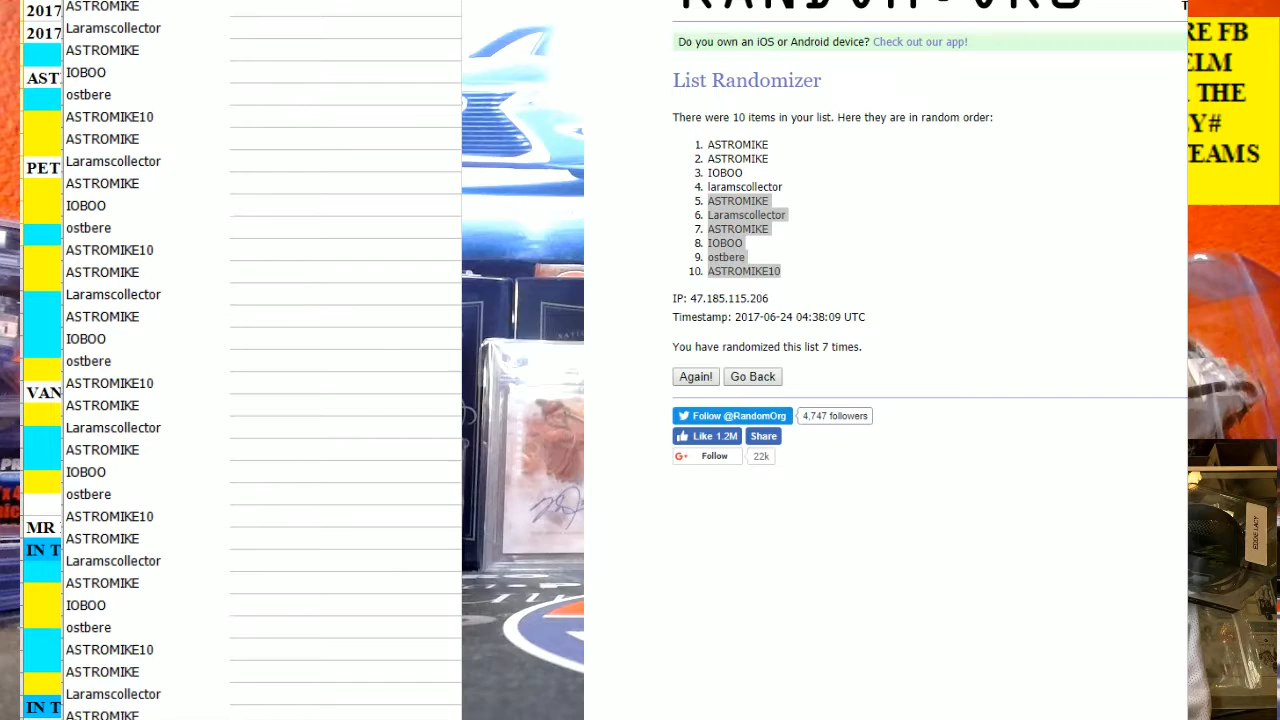 2017
ASTROMIKE
Laramscollector
2017
ASTROMIKE
IOBOO
AST
ostbere
ASTROMIKE10
ASTROMIKE
Laramscollector
PET
ASTROMIKE
IOBOO
ostbere
ASTROMIKE10
ASTROMIKE
Laramscollector
ASTROMIKE
IOBOO
ostbere
ASTROMIKE10
VAN
ASTROMIKE
Laramscollector
ASTROMIKE
IOBOO
ostbere
ASTROMIKE10
MR
ASTROMIKE
IN T
Laramscollector
ASTROMIKE
IOBOO
ostbere
ASTROMIKE10
ASTROMIKE
Laramscollector
IN T
ASTROMIKE
RANDOM.ORG
Do you own an iOS or Android device? Check out our app!
List Randomizer
There were 10 items in your list. Here they are in random order:
1. ASTROMIKE
2. ASTROMIKE
3. IOBOO
4. laramscollector
5. ASTROMIKE
6. Laramscollector
7. ASTROMIKE
8. IOBOO
9. ostbere
10. ASTROMIKE10
IP: 47.185.115.206
Timestamp: 2017-06-24 04:38:09 UTC
You have randomized this list 7 times.
Again! Go Back
Follow @RandomOrg 4,747 followers
Like 1.2M Share
G+ Follow 22k
RE FB
ELM
THE
Y#
TEAMS
EDDIE LACY